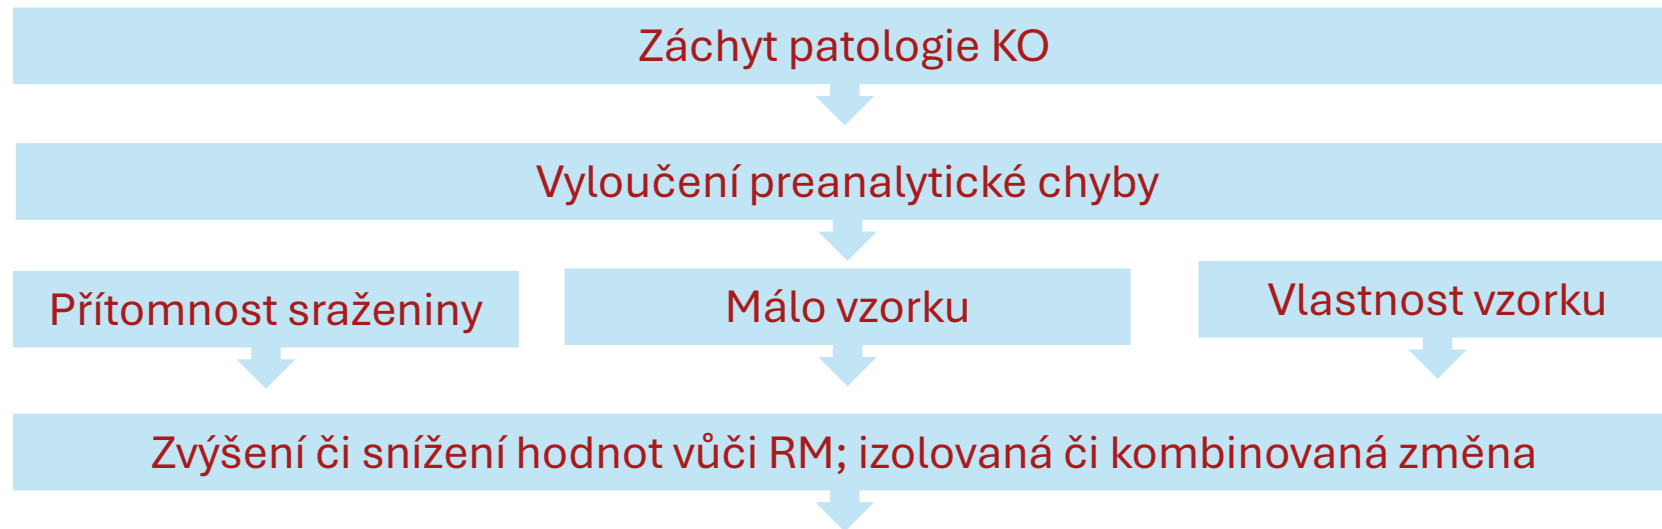 Záchyt patologie KO
Vyloučení preanalytické chyby
Přítomnost sraženiny
Málo vzorku
Vlastnost vzorku
Zvýšení či snížení hodnot vůči RM; izolovaná či kombinovaná změna